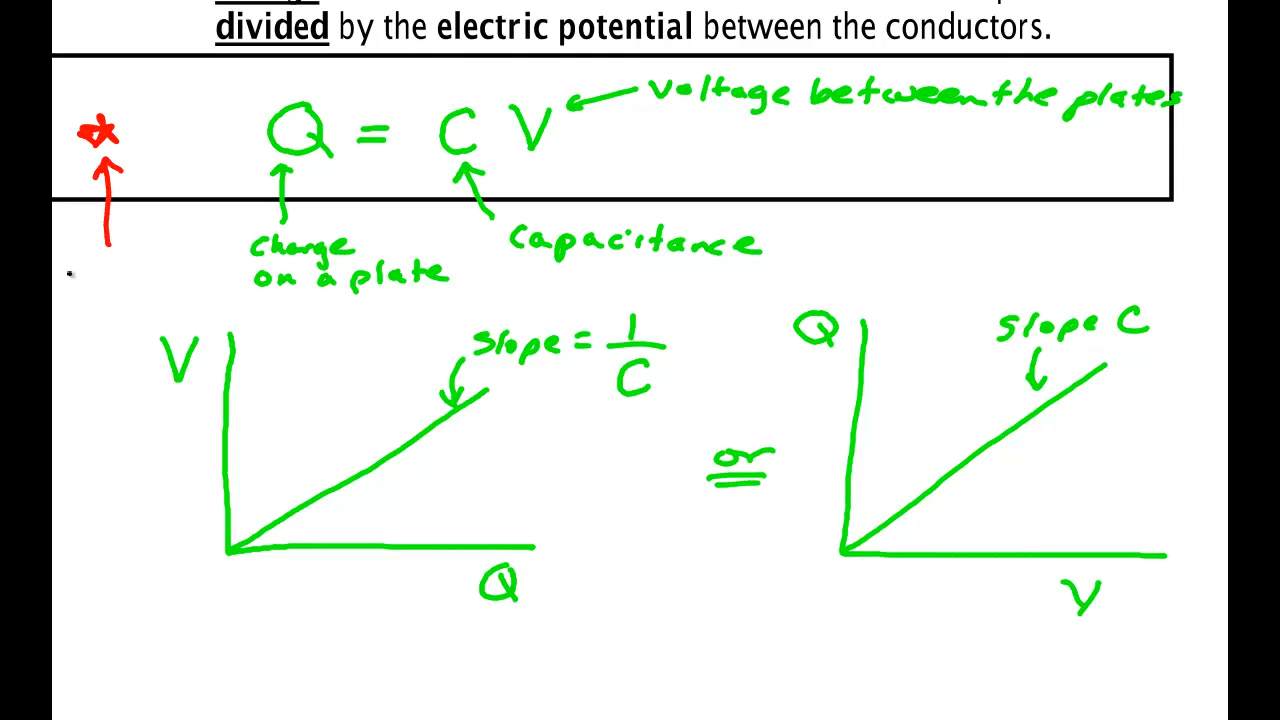 divided by the electric potential between the conductors.
Q = C V
voltage between the plates
charge
on a plate
capacitance
V
slope = 1/C
Q
or
Q
slope C
V